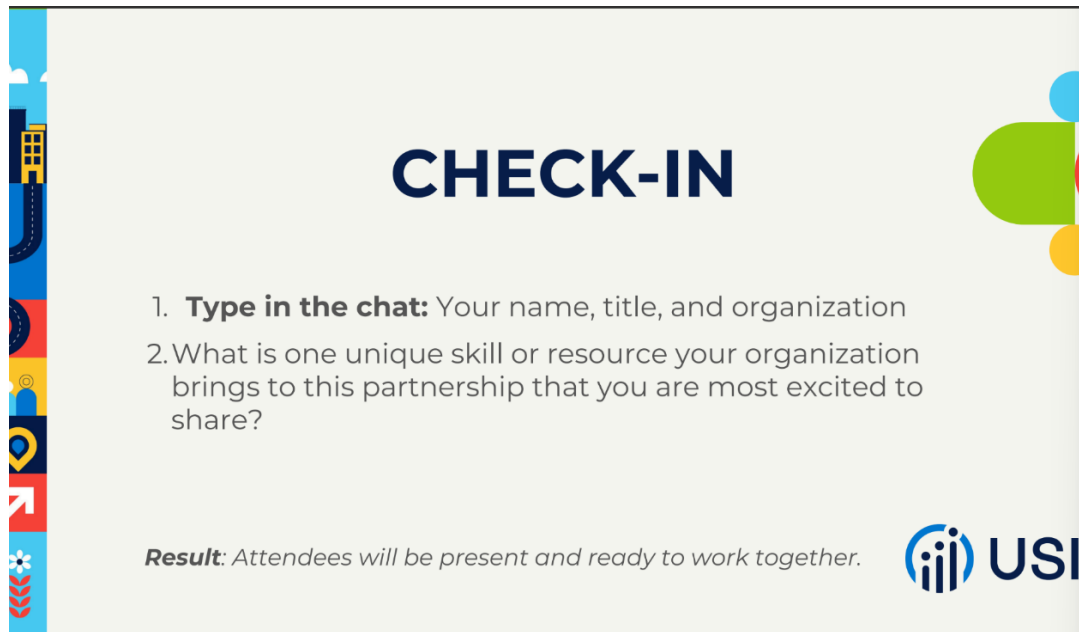 CHECK-IN
1. Type in the chat: Your name, title, and organization
2. What is one unique skill or resource your organization
brings to this partnership that you are most excited to
share?
Result: Attendees will be present and ready to work together.
USI